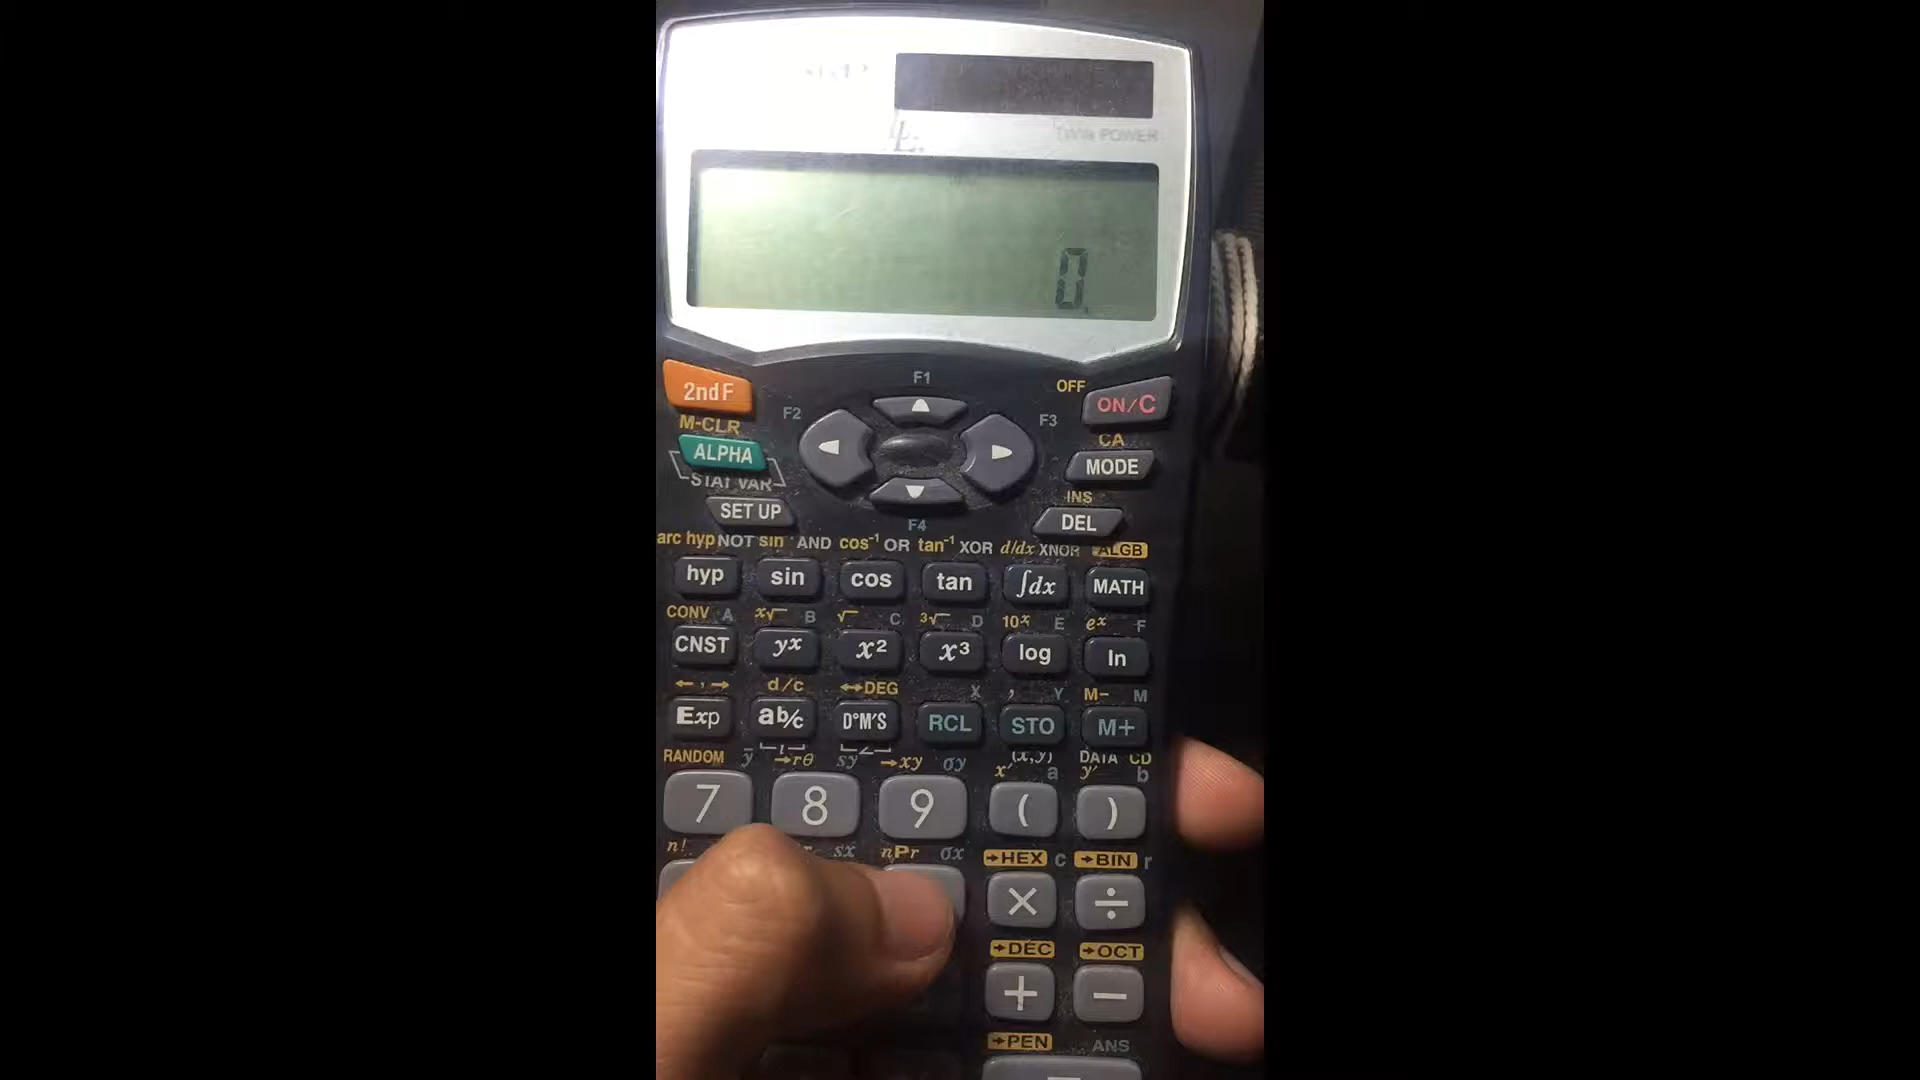 TWIN POWER
0.
F1
2ndF
OFF
ON/C
F2
F3
M-CLR
ALPHA
CA
MODE
STAT VAR
SET UP
INS
DEL
F4
arc hyp NOT sin⁻¹ AND cos⁻¹ OR tan⁻¹ XOR d/dx XNOR →ALGB
hyp sin cos tan ∫dx MATH
CONV A x√ B √ C ³√ D 10ˣ E eˣ F
CNST yˣ x² x³ log ln
←,→ d/c ↔DEG X , Y M− M
Exp ab/c D°M'S RCL STO M+
RANDOM ȳ →rθ sy →xy σy (x,y) DATA CD
x′ a y′ b
7 8 9 ( )
n! sx nPr σx →HEX c →BIN r
× ÷
→DEC →OCT
+ −
→PEN ANS